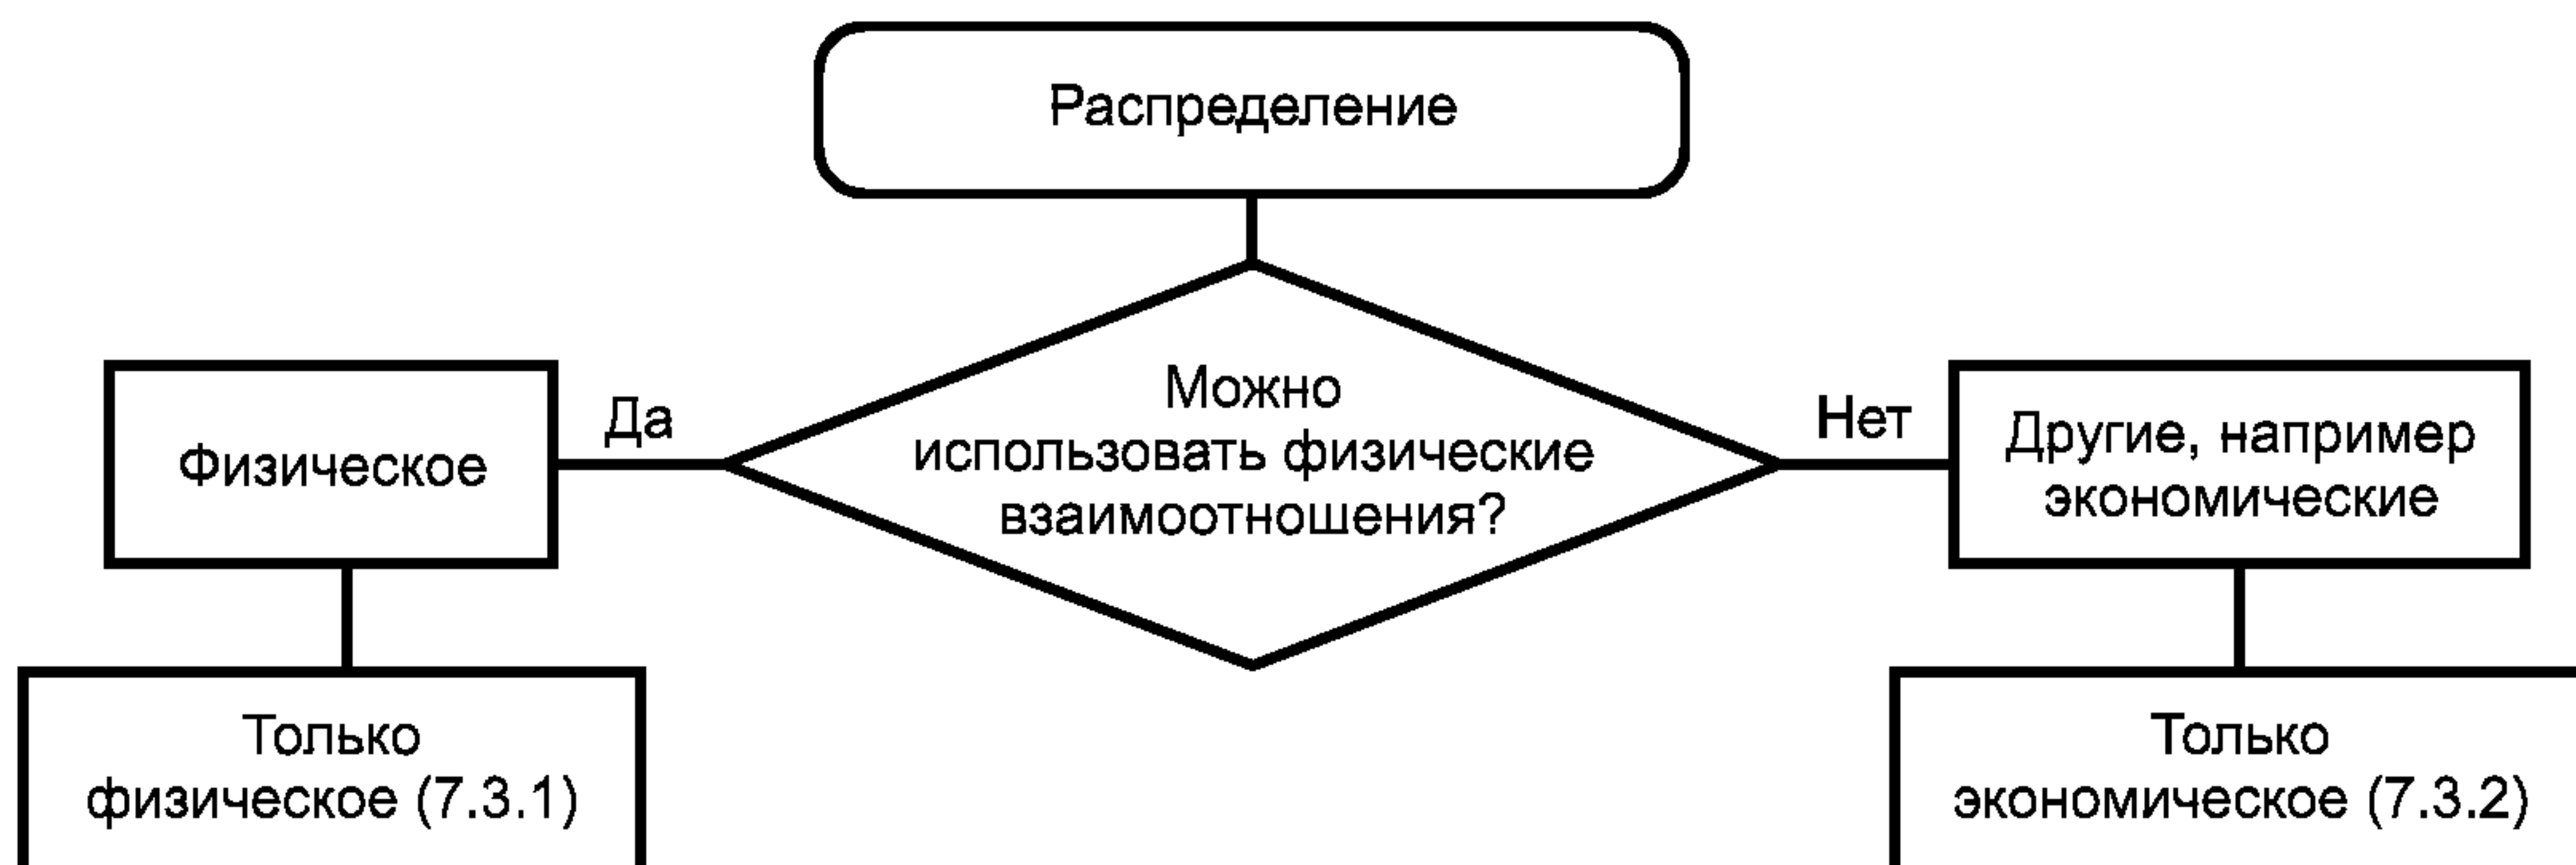 Распределение
Можно
использовать физические
взаимоотношения?
Да
Нет
Физическое
Другие, например
экономические
Только
физическое (7.3.1)
Только
экономическое (7.3.2)